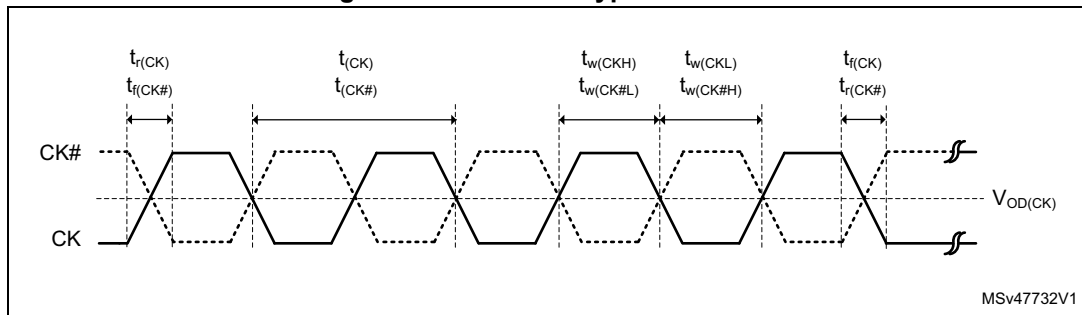 t_r(CK)
t_f(CK#)
t_(CK)
t_(CK#)
t_w(CKH)
t_w(CK#L)
t_w(CKL)
t_w(CK#H)
t_f(CK)
t_r(CK#)
CK#
V_OD(CK)
CK
MSv47732V1